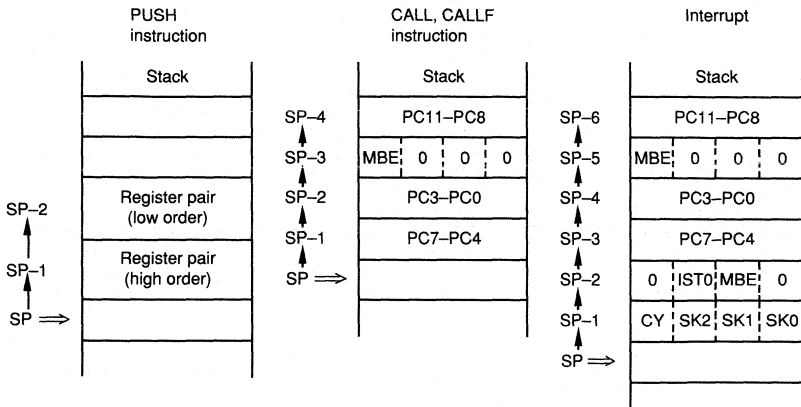 PUSH
instruction
Stack
Register pair
(low order)
Register pair
(high order)
SP–2
SP–1
SP
CALL, CALLF
instruction
Stack
SP–4 PC11–PC8
SP–3 MBE 0 0 0
SP–2 PC3–PC0
SP–1 PC7–PC4
SP
Interrupt
Stack
SP–6 PC11–PC8
SP–5 MBE 0 0 0
SP–4 PC3–PC0
SP–3 PC7–PC4
SP–2 0 IST0 MBE 0
SP–1 CY SK2 SK1 SK0
SP